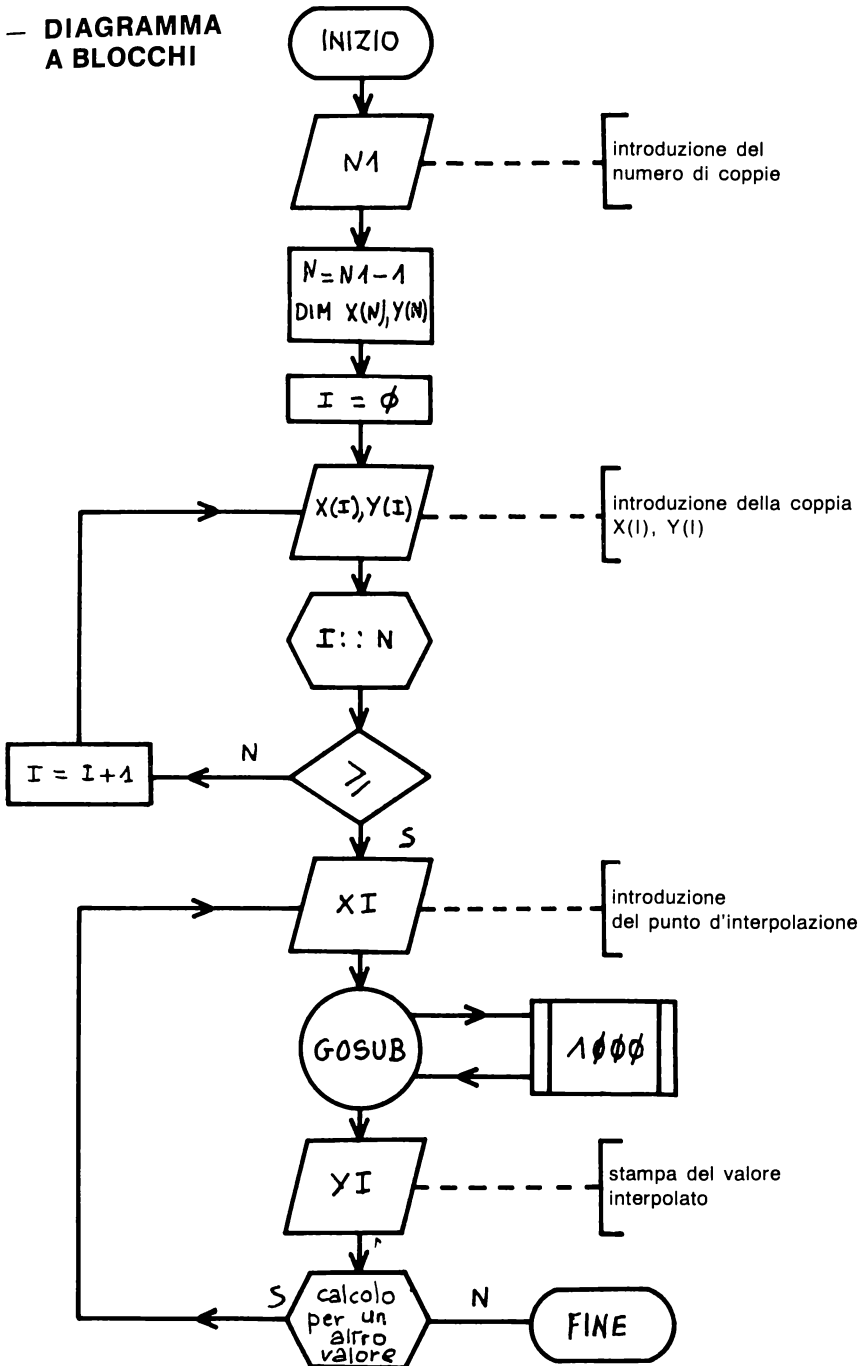 — DIAGRAMMA
A BLOCCHI
INIZIO
N1
introduzione del
numero di coppie
N=N1-1
DIM X(N),Y(N)
I = ϕ
X(I),Y(I)
introduzione della coppia
X(I), Y(I)
I:: N
N
≥
I = I+1
S
XI
introduzione
del punto d'interpolazione
GOSUB
1ϕϕϕ
YI
stampa del valore
interpolato
S
calcolo
per un
altro
valore
N
FINE